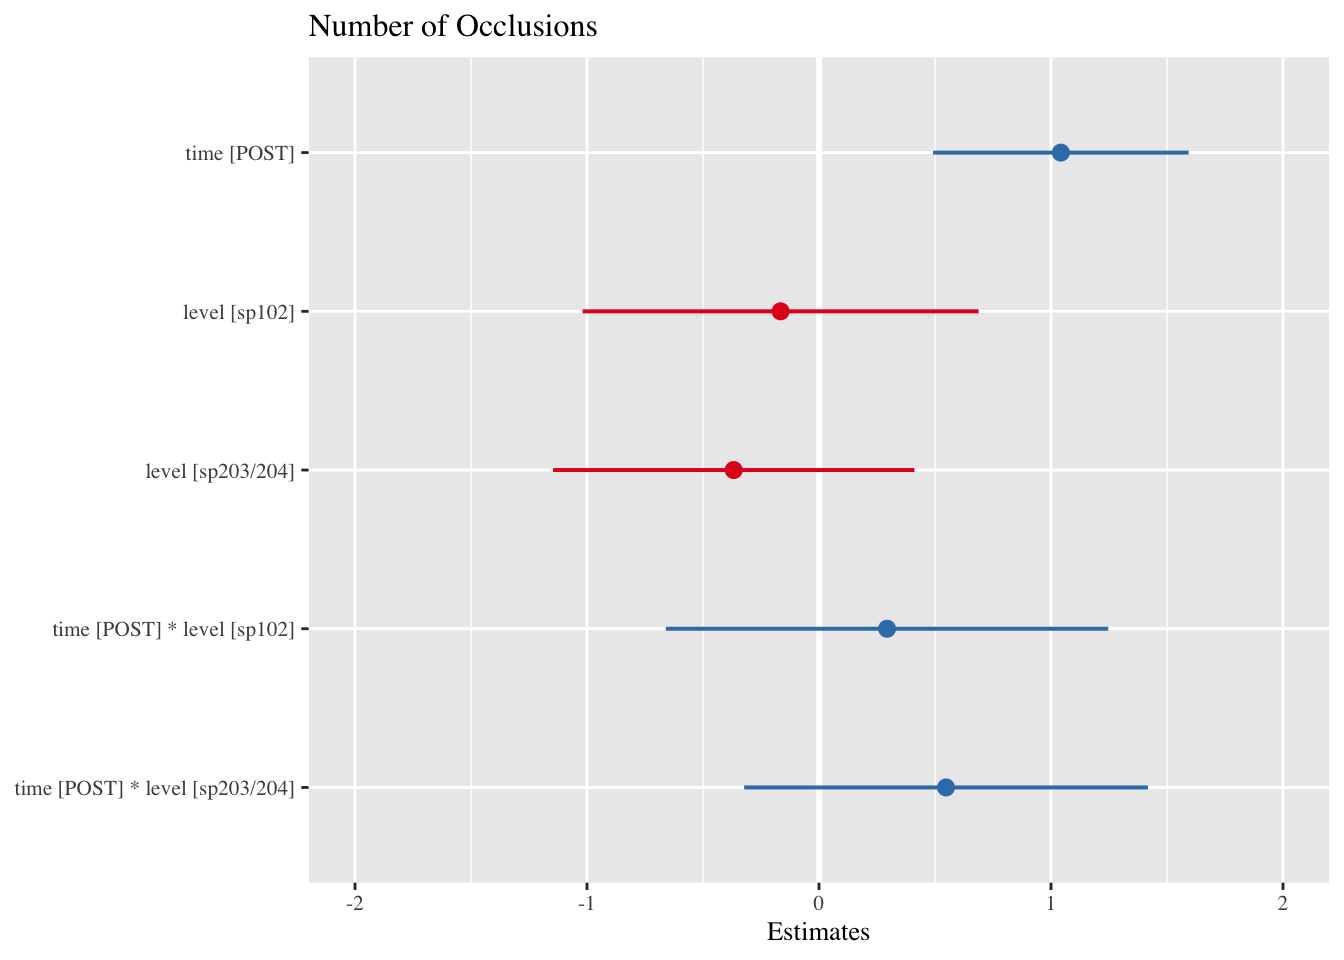 Number of Occlusions
time [POST]
level [sp102]
level [sp203/204]
time [POST] * level [sp102]
time [POST] * level [sp203/204]
-2 -1 0 1 2
Estimates